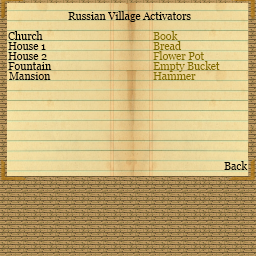 Russian Village Activators
Church Book
House 1 Bread
House 2 Flower Pot
Fountain Empty Bucket
Mansion Hammer
Back